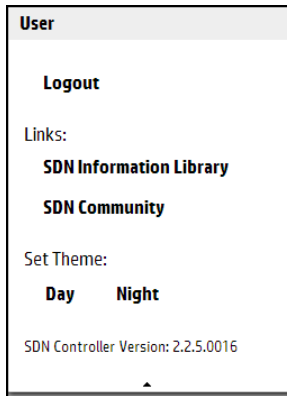 User
Logout
Links:
SDN Information Library
SDN Community
Set Theme:
Day Night
SDN Controller Version: 2.2.5.0016